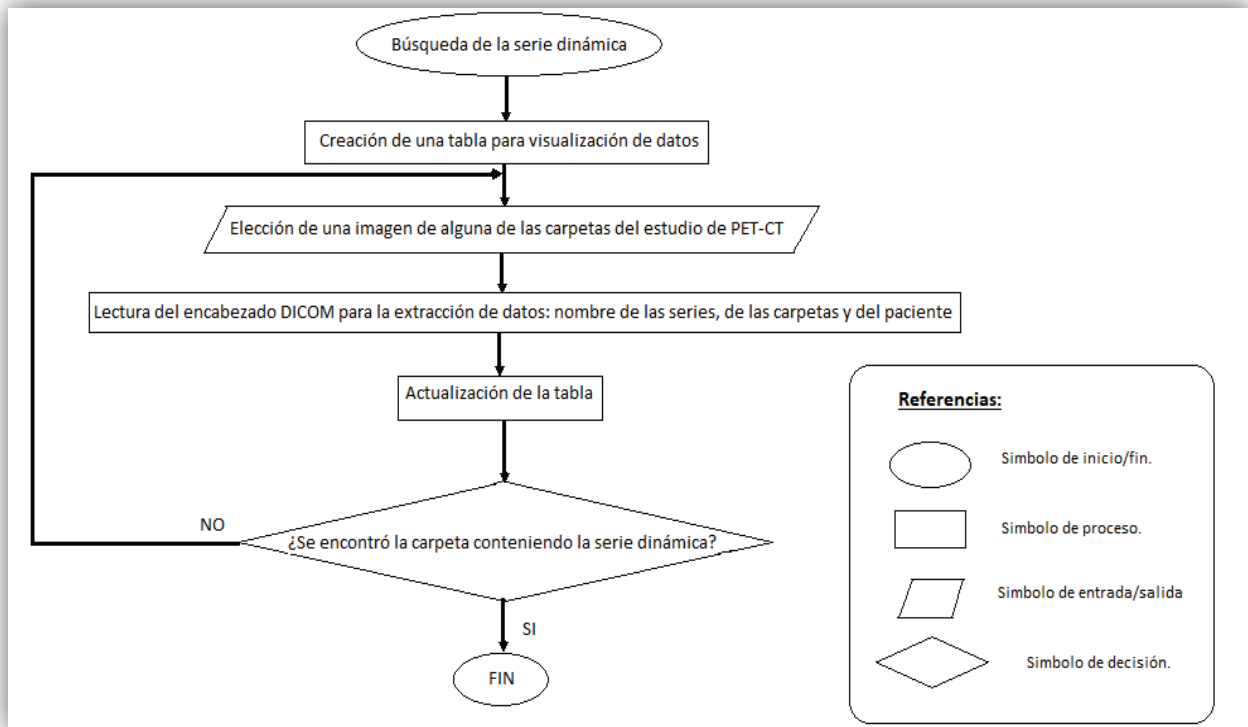 Búsqueda de la serie dinámica
Creación de una tabla para visualización de datos
Elección de una imagen de alguna de las carpetas del estudio de PET-CT
Lectura del encabezado DICOM para la extracción de datos: nombre de las series, de las carpetas y del paciente
Actualización de la tabla
NO
¿Se encontró la carpeta conteniendo la serie dinámica?
SI
FIN
Referencias:
Simbolo de inicio/fin.
Simbolo de proceso.
Simbolo de entrada/salida
Simbolo de decisión.